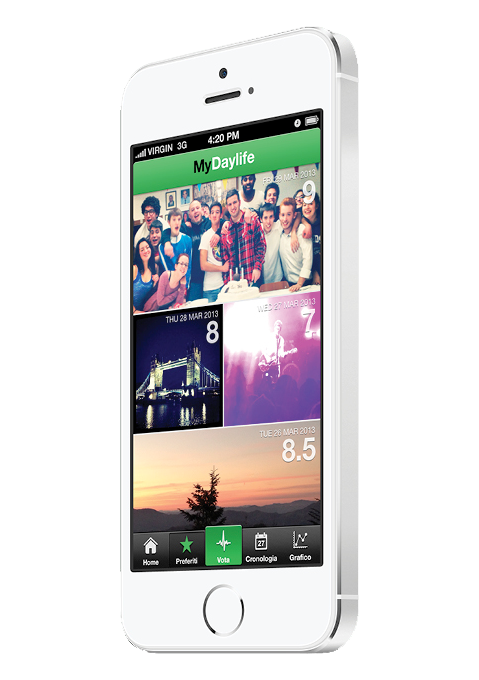 VIRGIN 3G 4:20 PM
MyDaylife
FRI 29 MAR 2013
9
THU 28 MAR 2013
8
WED 27 MAR 2013
7
TUE 26 MAR 2013
8.5
27
Home Preferiti Vota Cronologia Grafico